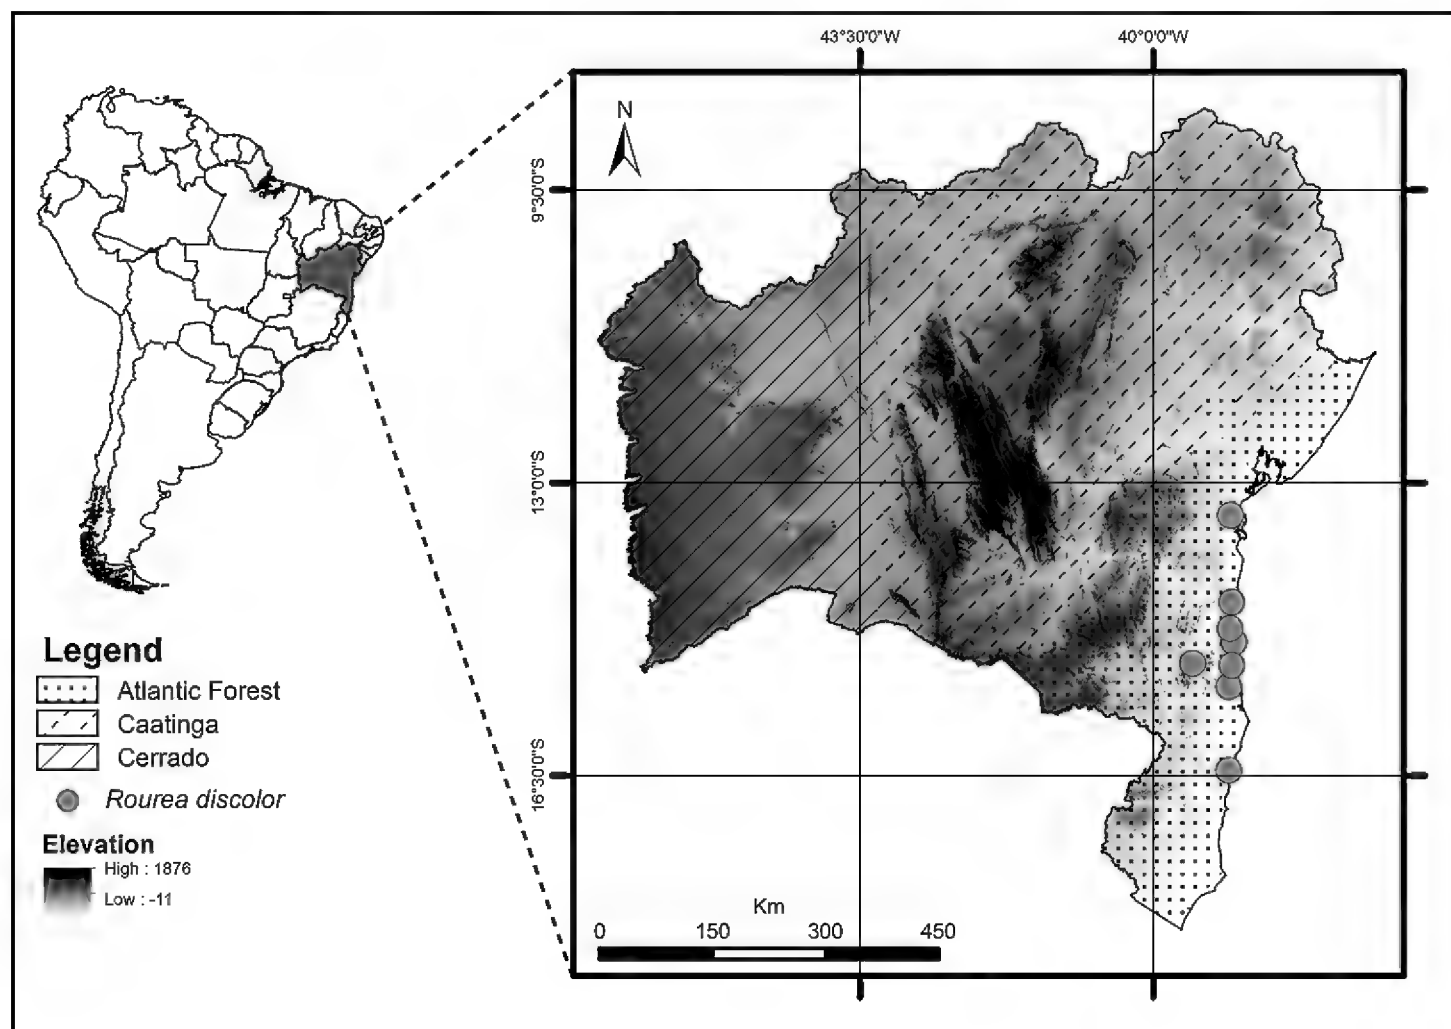 43°30'0"W 40°0'0"W
N
9°30'0"S
13°0'0"S
16°30'0"S
Legend
Atlantic Forest
Caatinga
Cerrado
Rourea discolor
Elevation
High : 1876
Low : -11
Km
0 150 300 450